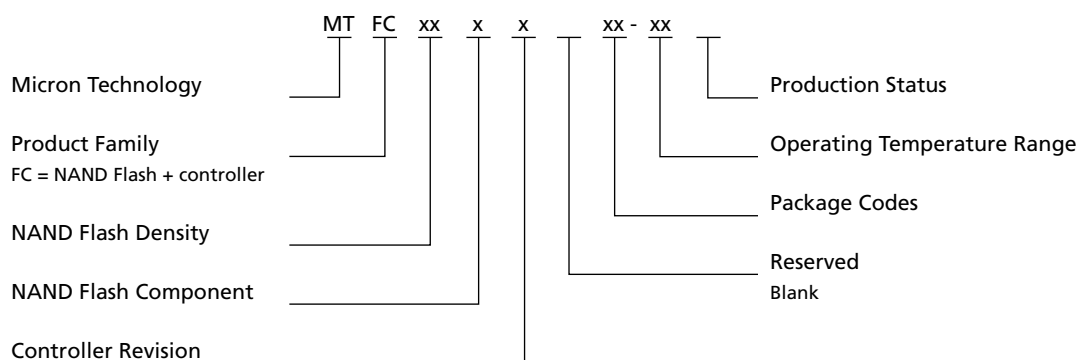 MT FC xx x x xx - xx
Micron Technology
Product Family
FC = NAND Flash + controller
NAND Flash Density
NAND Flash Component
Controller Revision
Production Status
Operating Temperature Range
Package Codes
Reserved
Blank